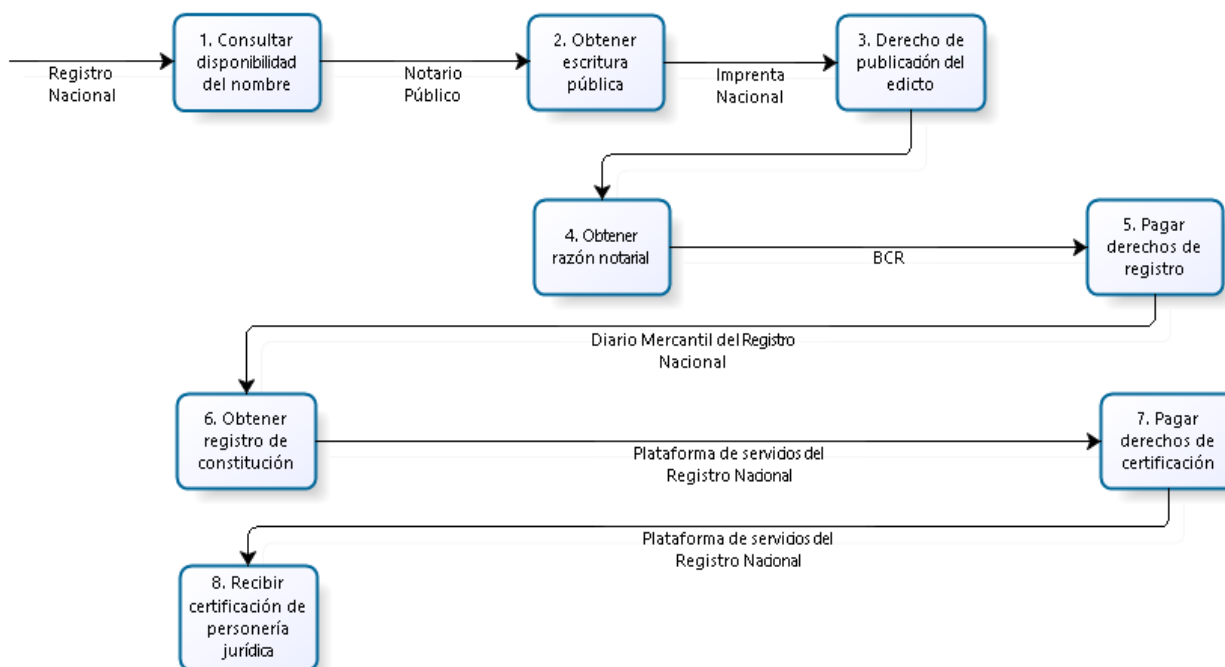 1. Consultar
disponibilidad
del nombre
Registro
Nacional
Notario
Público
2. Obtener
escritura
pública
Imprenta
Nacional
3. Derecho de
publicación del
edicto
4. Obtener
razón notarial
BCR
5. Pagar
derechos de
registro
Diario Mercantil del Registro
Nacional
6. Obtener
registro de
constitución
Plataforma de servicios del
Registro Nacional
7. Pagar
derechos de
certificación
Plataforma de servicios del
Registro Nacional
8. Recibir
certificación de
personería
jurídica